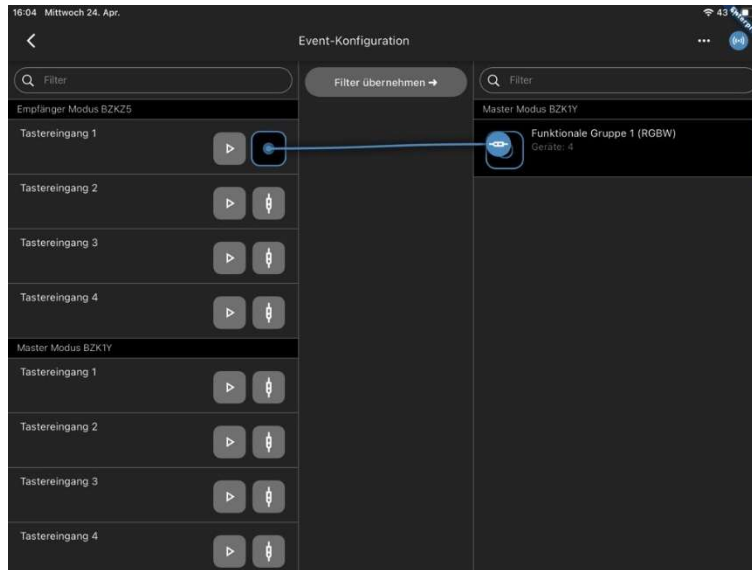 16:04 Mittwoch 24. Apr.
43
Event-Konfiguration
Filter
Empfänger Modus BZKZ5
Tastereingang 1
Tastereingang 2
Tastereingang 3
Tastereingang 4
Master Modus BZK1Y
Tastereingang 1
Tastereingang 2
Tastereingang 3
Tastereingang 4
Filter übernehmen ➔
Filter
Master Modus BZK1Y
Funktionale Gruppe 1 (RGBW)
Geräte: 4